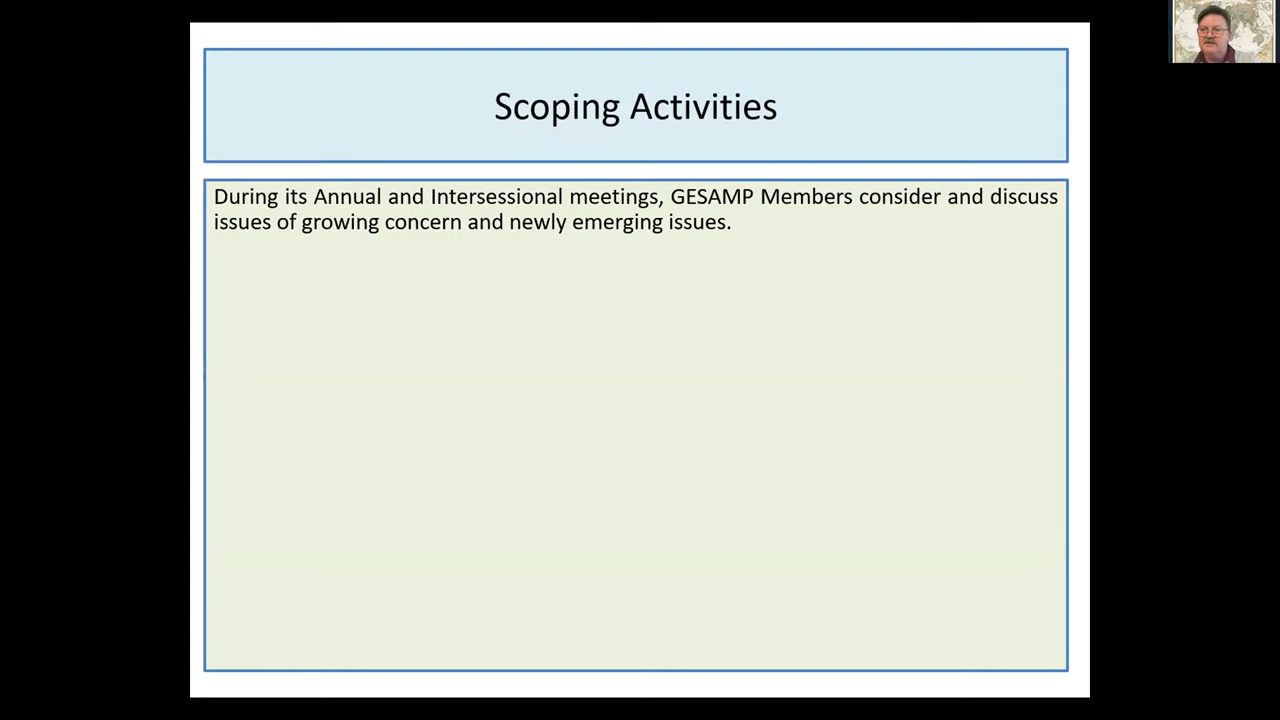 Scoping Activities
During its Annual and Intersessional meetings, GESAMP Members consider and discuss
issues of growing concern and newly emerging issues.